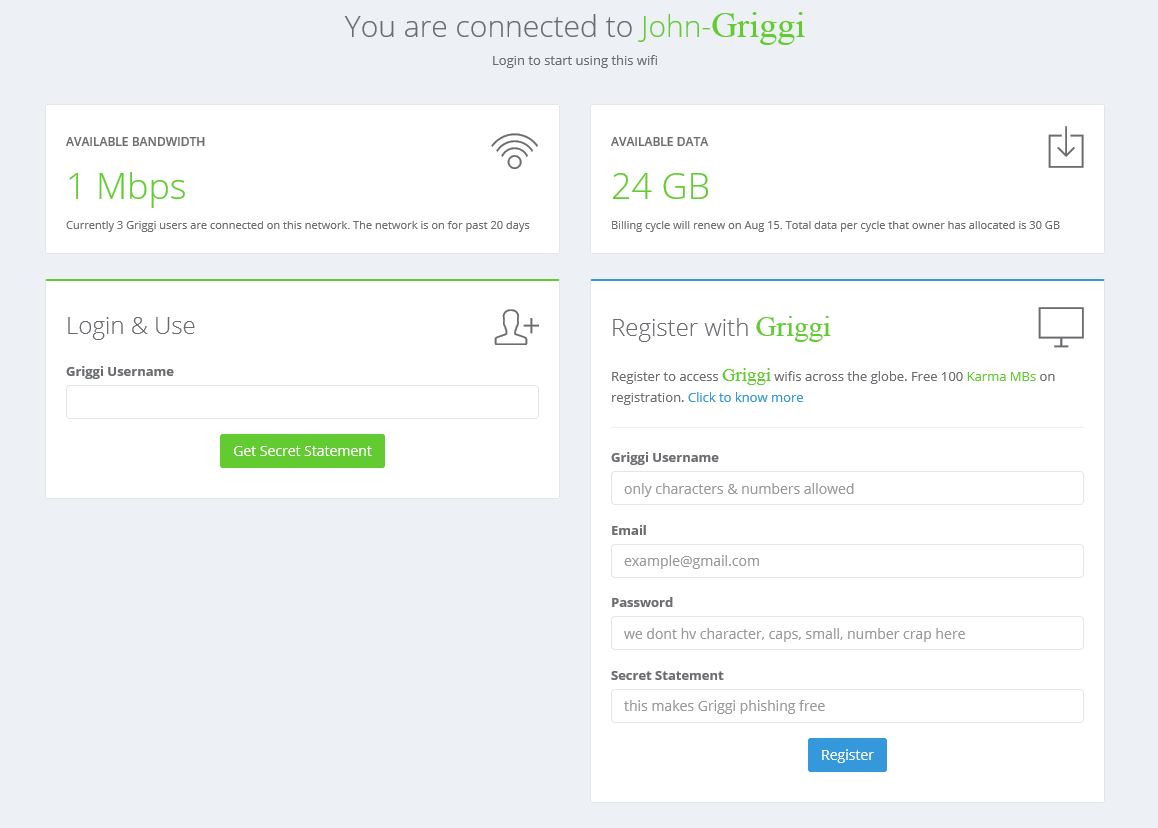 You are connected to John-Griggi
Login to start using this wifi
AVAILABLE BANDWIDTH
1 Mbps
Currently 3 Griggi users are connected on this network. The network is on for past 20 days
AVAILABLE DATA
24 GB
Billing cycle will renew on Aug 15. Total data per cycle that owner has allocated is 30 GB
Login & Use
Griggi Username
Get Secret Statement
Register with Griggi
Register to access Griggi wifis across the globe. Free 100 Karma MBs on
registration. Click to know more
Griggi Username
only characters & numbers allowed
Email
example@gmail.com
Password
we dont hv character, caps, small, number crap here
Secret Statement
this makes Griggi phishing free
Register